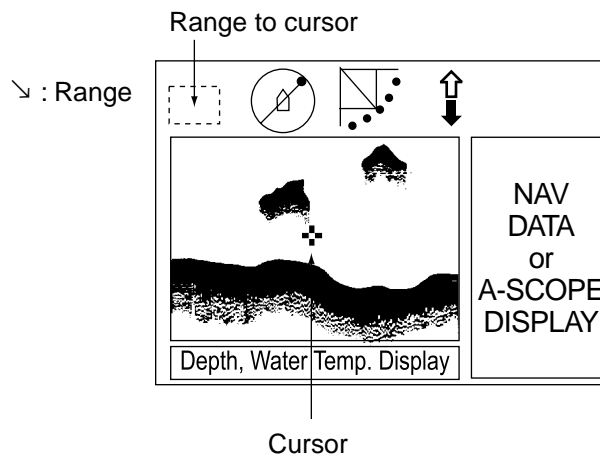 Range to cursor
↘ : Range
NAV
DATA
or
A-SCOPE
DISPLAY
Depth, Water Temp. Display
Cursor